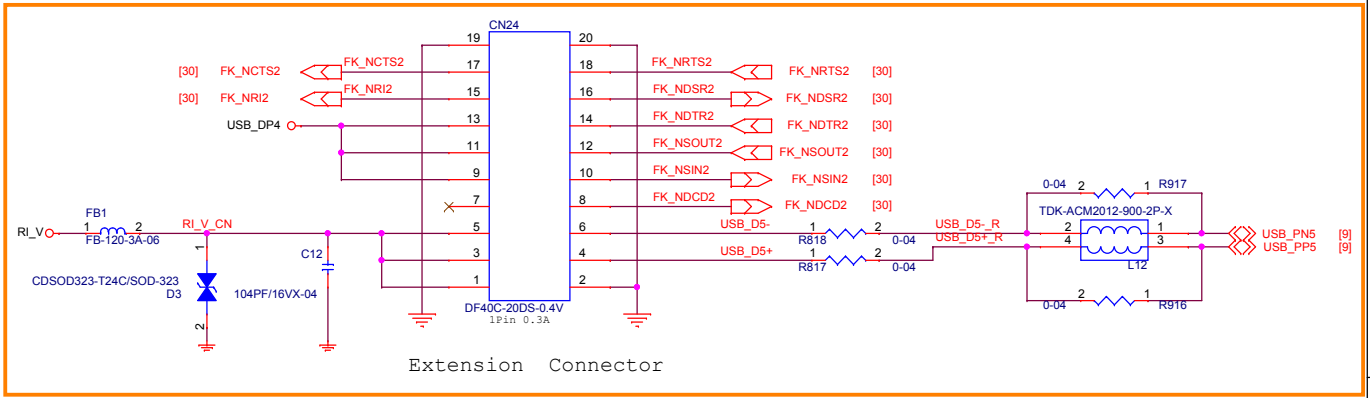 CN24
19 20
[30] FK_NCTS2 FK_NCTS2 17 18 FK_NRTS2 FK_NRTS2 [30]
[30] FK_NRI2 FK_NRI2 15 16 FK_NDSR2 FK_NDSR2 [30]
USB_DP4 13 14 FK_NDTR2 FK_NDTR2 [30]
11 12 FK_NSOUT2 FK_NSOUT2 [30]
9 10 FK_NSIN2 FK_NSIN2 [30]
7 8 FK_NDCD2 FK_NDCD2 [30]
0-04 2 1 R917
FB1
TDK-ACM2012-900-2P-X
RI_V 1 2 RI_V_CN 5 6 USB_D5- 1 2 USB_D5-_R 2 1 USB_PN5 [9]
FB-120-3A-06
R818 0-04
USB_D5+_R 4 3 USB_PP5 [9]
1 C12 3 4 USB_D5+ 1 2
R817 0-04
L12
CDSOD323-T24C/SOD-323
D3
104PF/16VX-04
1 2
0-04 2 1 R916
2
DF40C-20DS-0.4V
1Pin 0.3A
Extension Connector